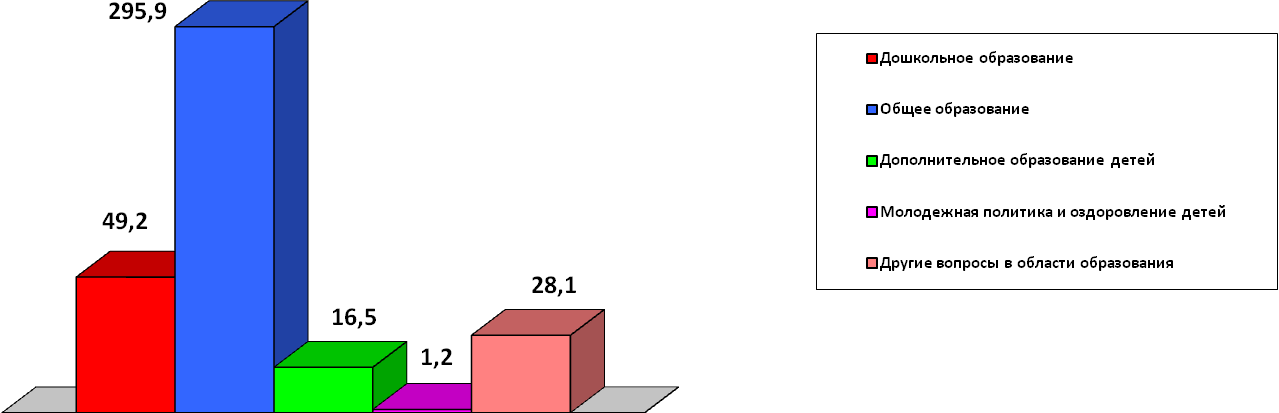 295,9
49,2
16,5
1,2
28,1
Дошкольное образование
Общее образование
Дополнительное образование детей
Молодежная политика и оздоровление детей
Другие вопросы в области образования